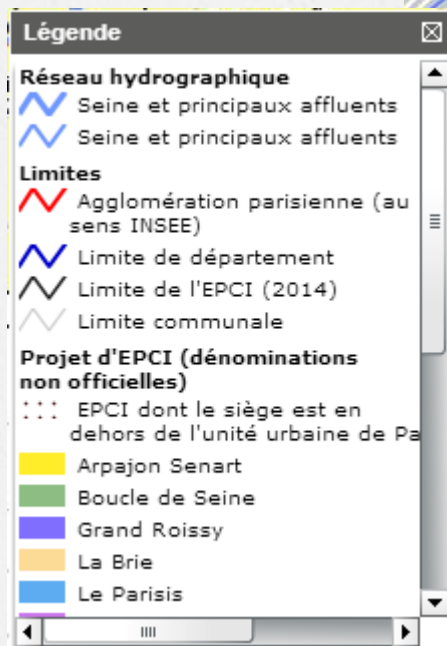 Légende
Réseau hydrographique
Seine et principaux affluents
Seine et principaux affluents
Limites
Agglomération parisienne (au
sens INSEE)
Limite de département
Limite de l'EPCI (2014)
Limite communale
Projet d'EPCI (dénominations
non officielles)
EPCI dont le siège est en
dehors de l'unité urbaine de Pa
Arpajon Senart
Boucle de Seine
Grand Roissy
La Brie
Le Parisis